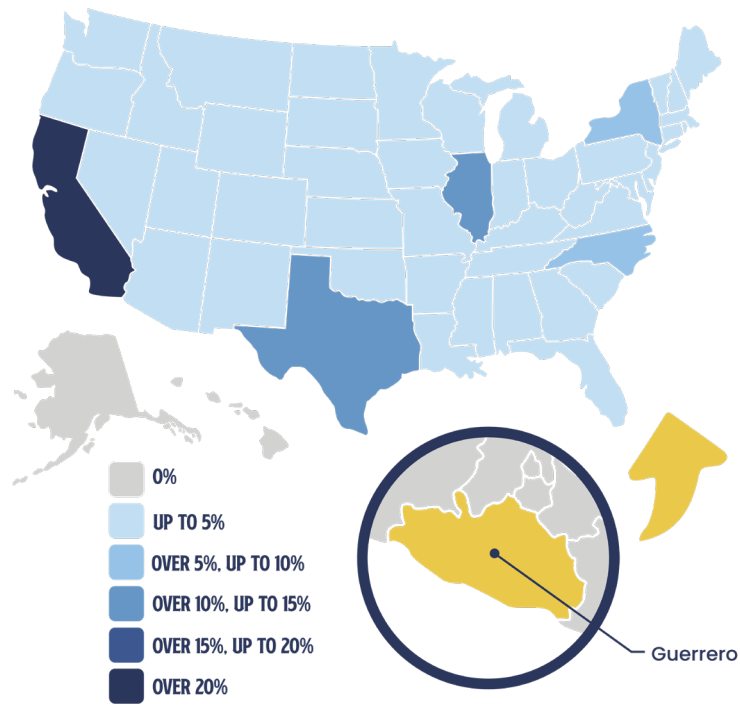 0%
UP TO 5%
OVER 5%, UP TO 10%
OVER 10%, UP TO 15%
OVER 15%, UP TO 20%
OVER 20%
Guerrero